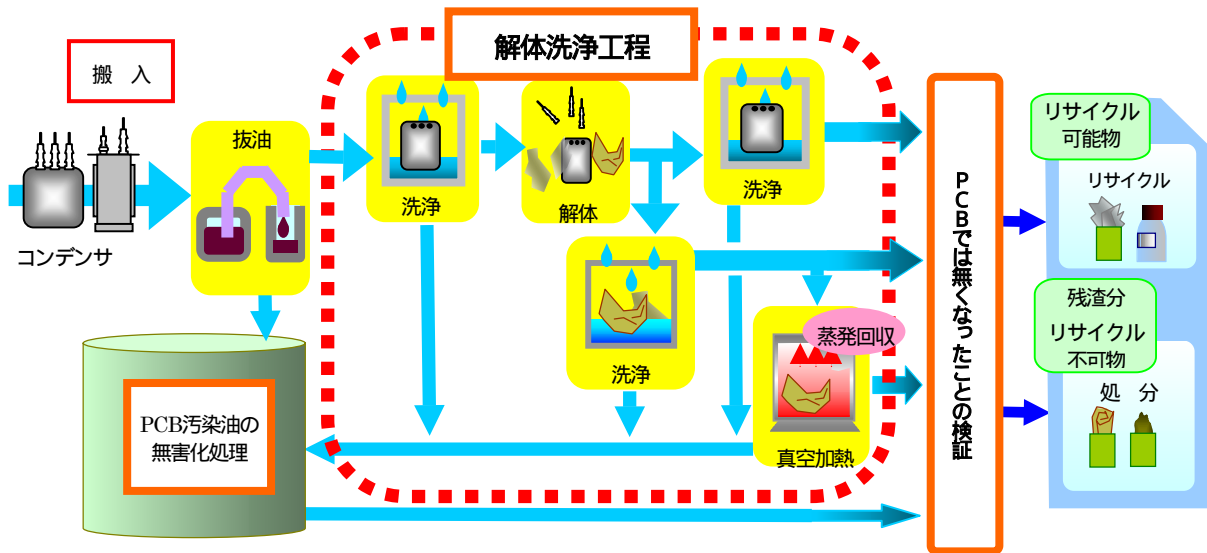 搬　入
解体洗浄工程
コンデンサ
抜油
洗浄
解体
洗浄
洗浄
蒸発回収
真空加熱
PCB汚染油の
無害化処理
PCBでは無くなったことの検証
リサイクル
可能物
リサイクル
残渣分
リサイクル
不可物
処　分